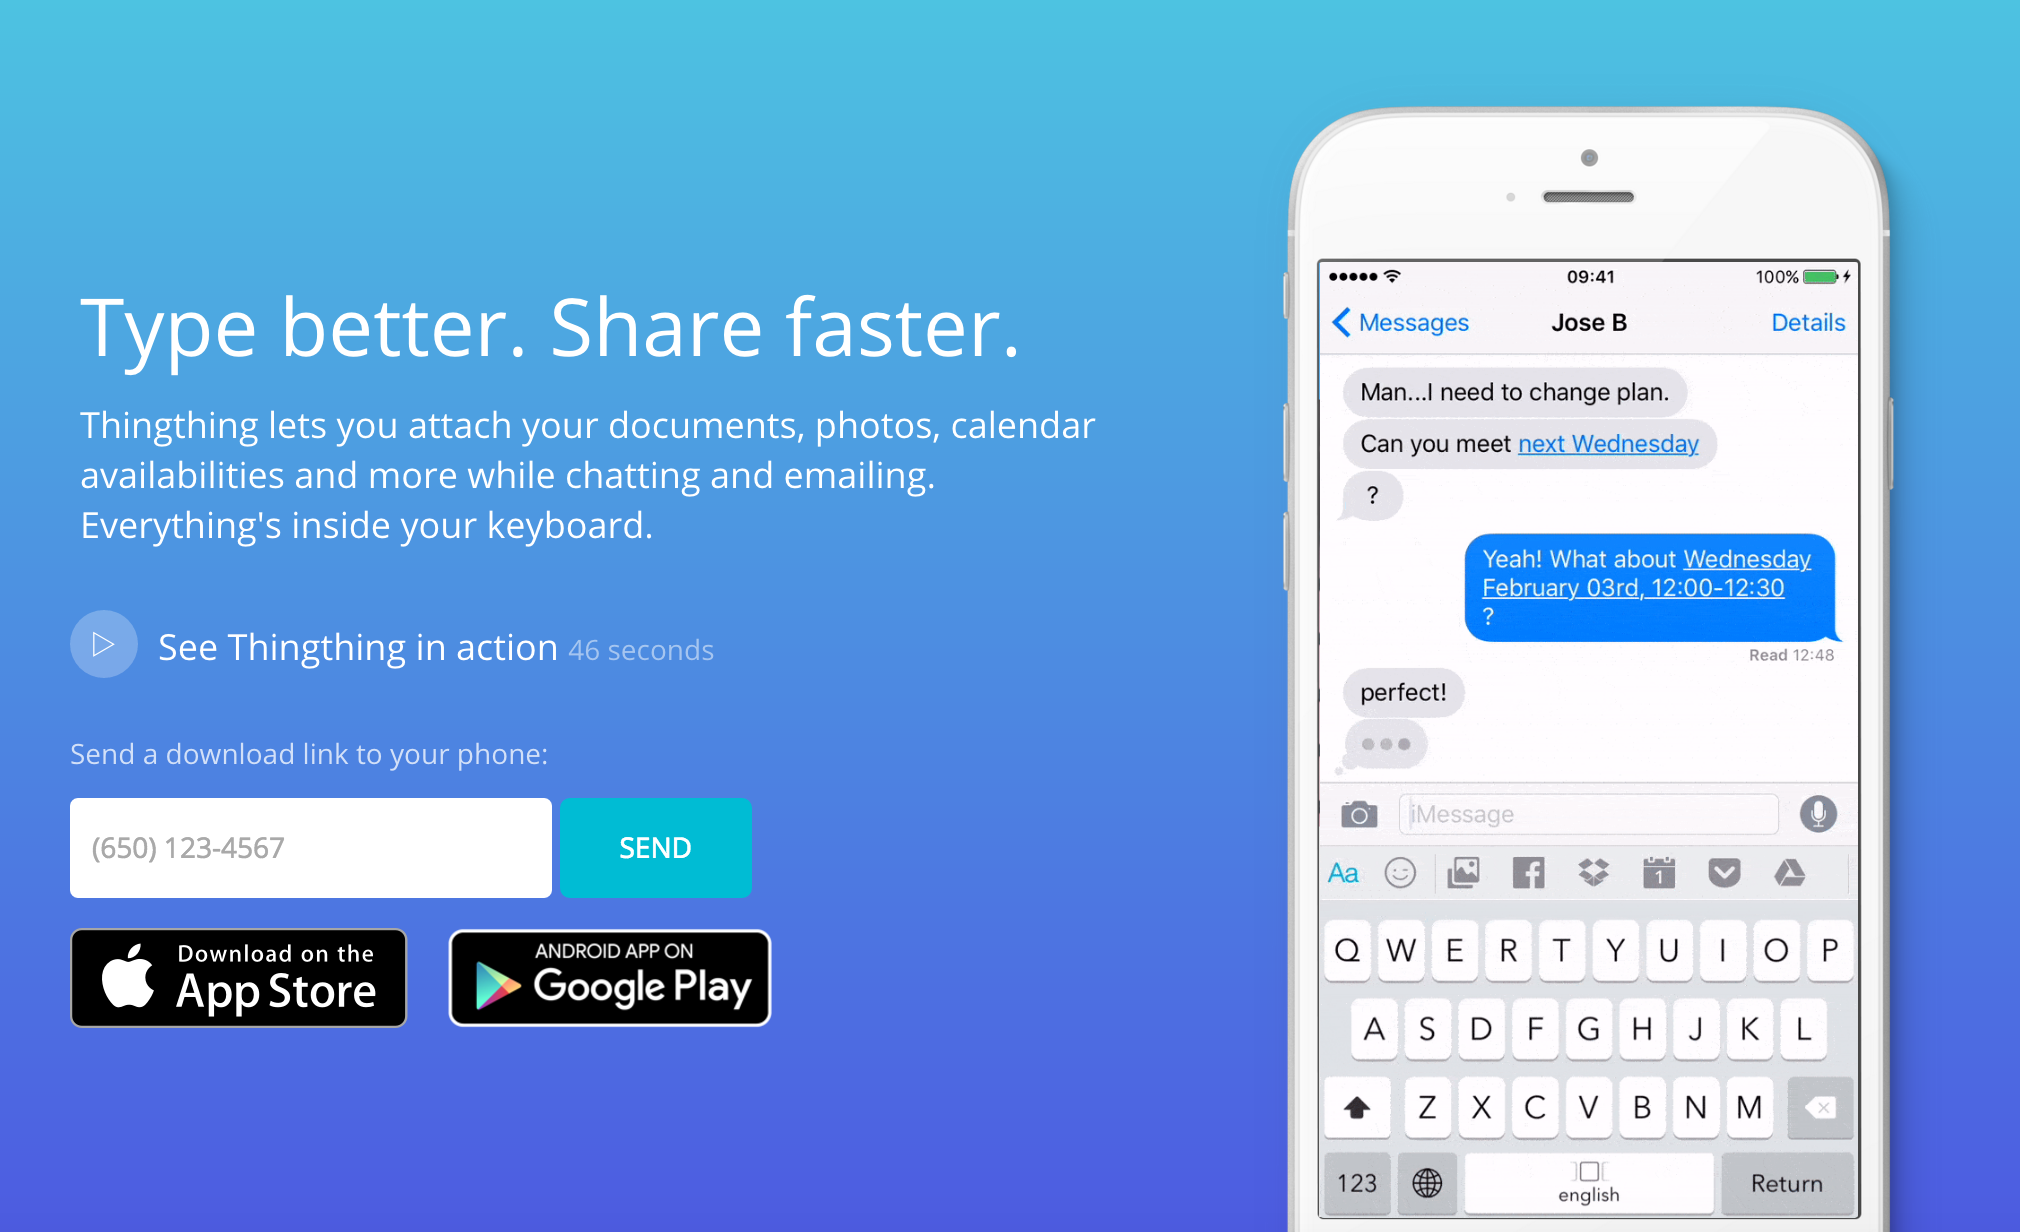 Type better. Share faster.
Thingthing lets you attach your documents, photos, calendar
availabilities and more while chatting and emailing.
Everything's inside your keyboard.
See Thingthing in action 46 seconds
Send a download link to your phone:
(650) 123-4567
SEND
Download on the
App Store
ANDROID APP ON
Google Play
09:41
100%
Messages
Jose B
Details
Man...I need to change plan.
Can you meet next Wednesday
?
Yeah! What about Wednesday
February 03rd, 12:00-12:30
?
Read 12:48
perfect!
iMessage
Aa
1
Q W E R T Y U I O P
A S D F G H J K L
Z X C V B N M
123
english
Return